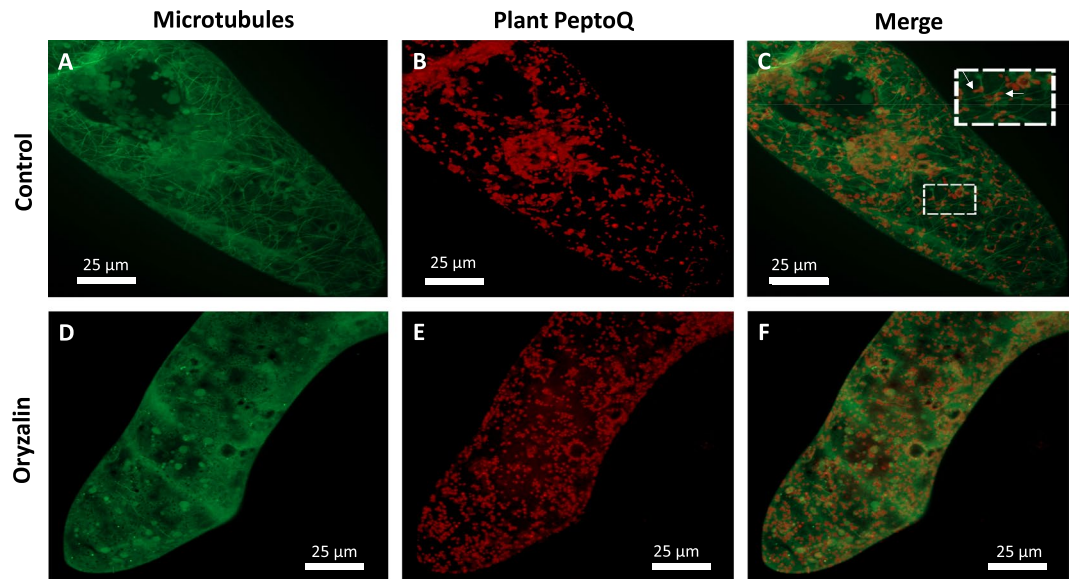 Microtubules
Plant PeptoQ
Merge
Control
A
B
C
25 µm
25 µm
25 µm
Oryzalin
D
E
F
25 µm
25 µm
25 µm